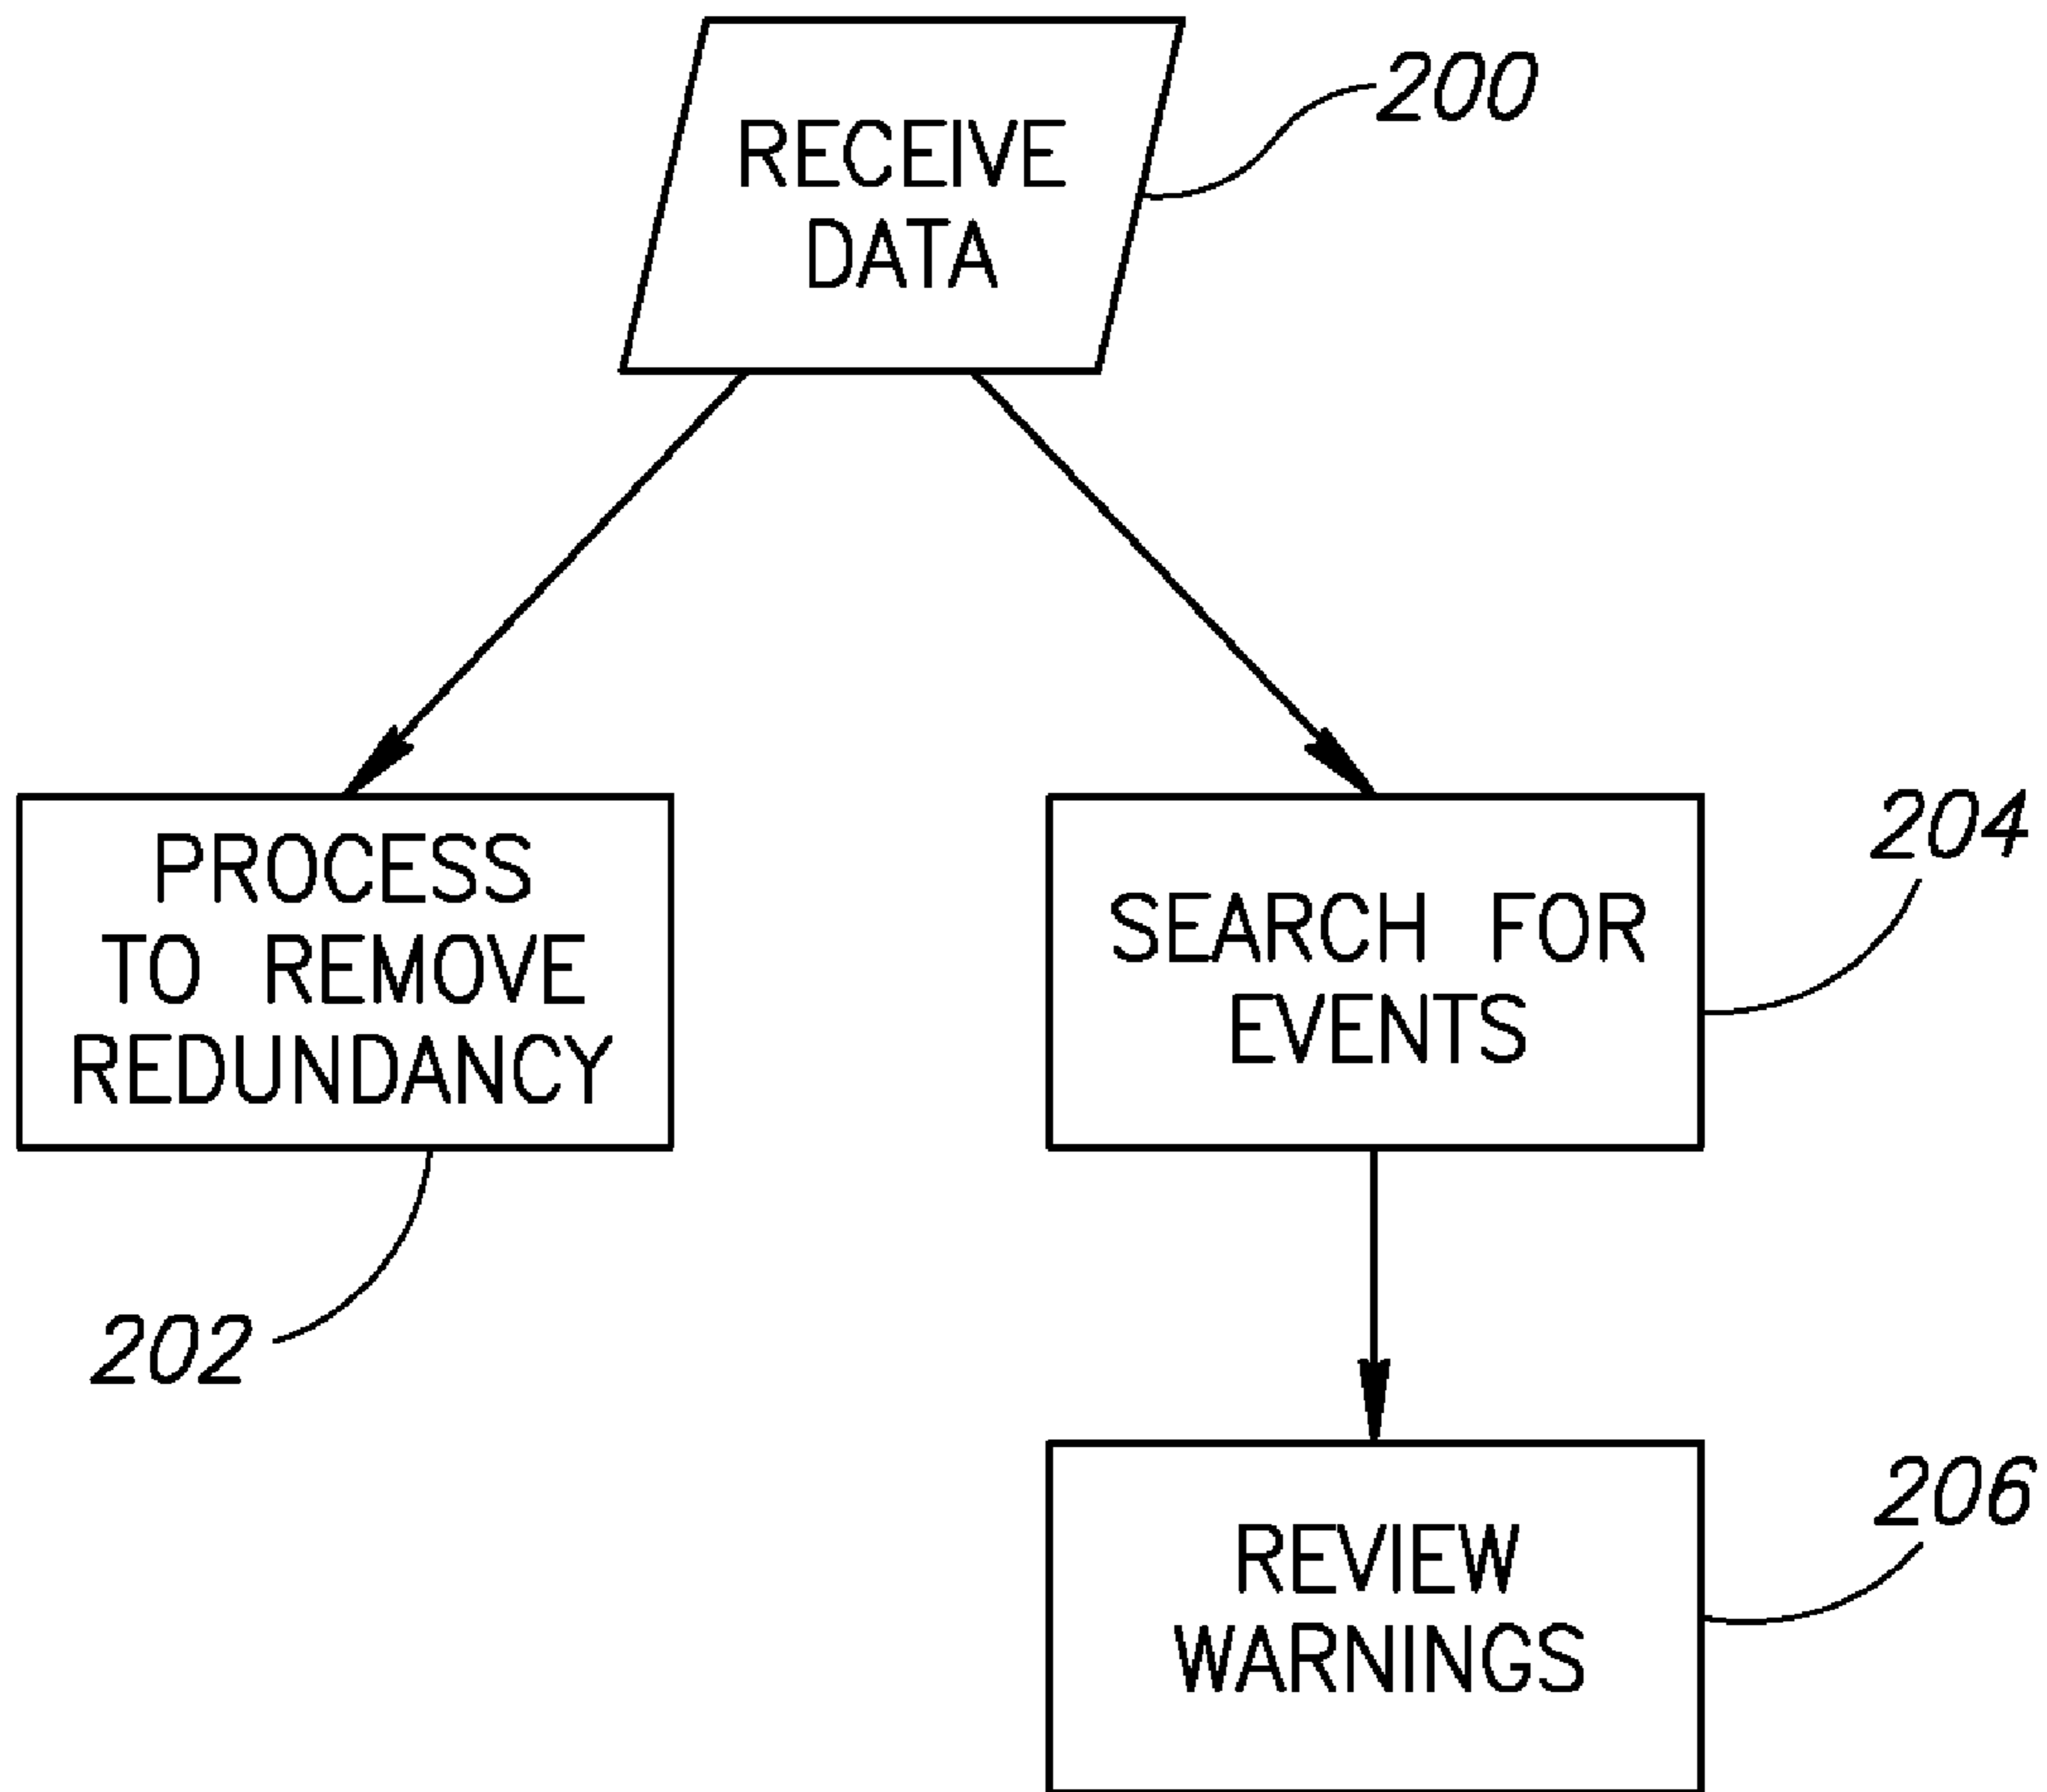 RECEIVE
DATA
200
PROCESS
TO REMOVE
REDUNDANCY
202
SEARCH FOR
EVENTS
204
REVIEW
WARNINGS
206